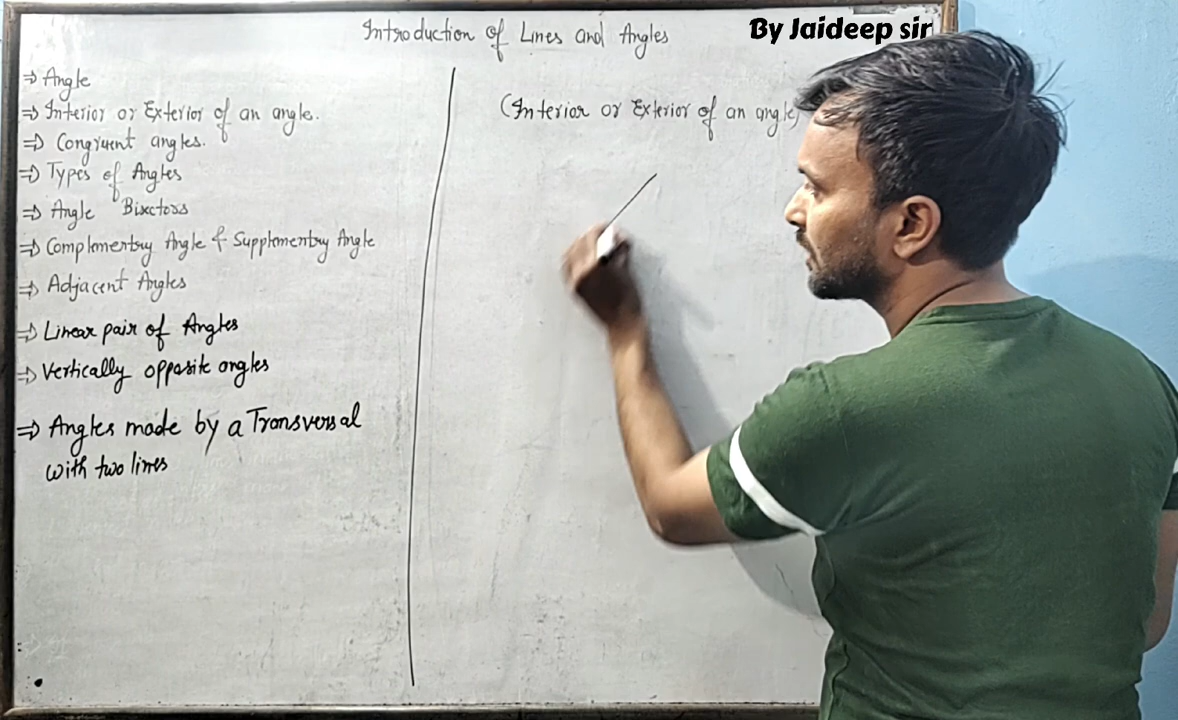 Introduction of Lines and Angles
By Jaideep sir
⇒ Angle
⇒ Interior or Exterior of an angle.
⇒ Congruent angles.
⇒ Types of Angles
⇒ Angle Bisectors
⇒ Complementry Angle & Supplementry Angle
⇒ Adjacent Angles
⇒ Linear pair of Angles
⇒ Vertically opposite angles
⇒ Angles made by a Transversal
with two lines
(Interior or Exterior of an angle)